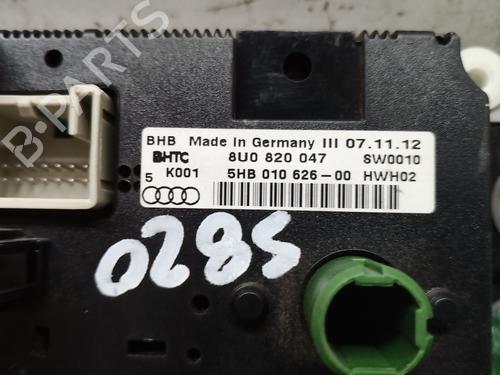 B-PARTS
BHB Made In Germany III 07.11.12
BHTC 8U0 820 047 SW0010
5 K001 5HB 010 626-00 HWH02
0285